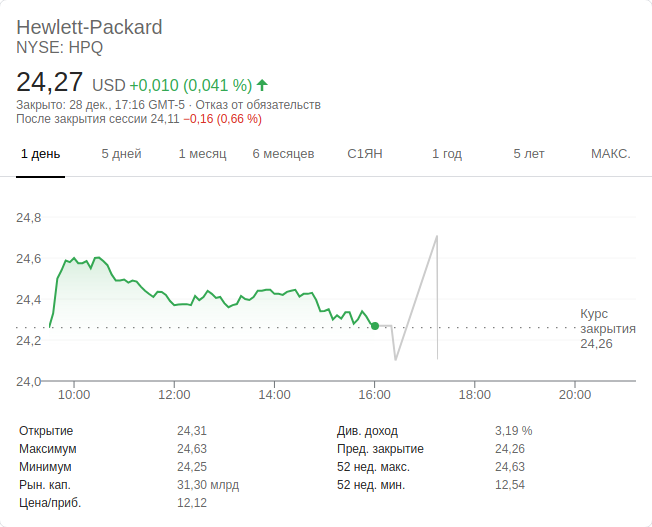 Hewlett-Packard
NYSE: HPQ
24,27 USD +0,010 (0,041 %)
Закрыто: 28 дек., 17:16 GMT-5 · Отказ от обязательств
После закрытия сессии 24,11 −0,16 (0,66 %)
1 день 5 дней 1 месяц 6 месяцев С1ЯН 1 год 5 лет МАКС.
24,8
24,6
24,4
24,2
24,0
Курс
закрытия
24,26
10:00 12:00 14:00 16:00 18:00 20:00
Открытие 24,31 Див. доход 3,19 %
Максимум 24,63 Пред. закрытие 24,26
Минимум 24,25 52 нед. макс. 24,63
Рын. кап. 31,30 млрд 52 нед. мин. 12,54
Цена/приб. 12,12